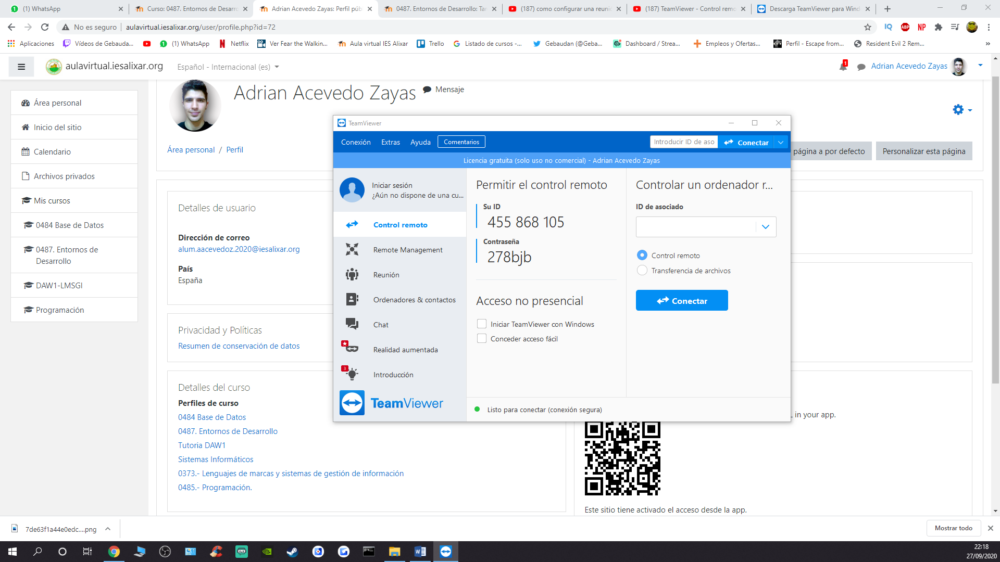 (1) WhatsApp
Curso: 0487. Entornos de Desarro
Adrian Acevedo Zayas: Perfil púb
0487. Entornos de Desarrollo: Tar
(187) como configurar una reunió
(187) TeamViewer - Control remo
Descarga TeamViewer para Wind
No es seguro
aulavirtual.iesalixar.org/user/profile.php?id=72
IQ
ABP
NP
Aplicaciones
Vídeos de Gebauda...
(1) WhatsApp
Netflix
Ver Fear the Walkin...
Aula virtual IES Alixar
Trello
Listado de cursos -...
Gebaudan (@Geba...
Dashboard / Strea...
Empleos y Ofertas...
Perfil - Escape from...
Resident Evil 2 Rem...
»
aulavirtual.iesalixar.org
Español - Internacional (es)
1
Adrian Acevedo Zayas
Área personal
Inicio del sitio
Calendario
Archivos privados
Mis cursos
0484 Base de Datos
0487. Entornos de
Desarrollo
DAW1-LMSGI
Programación
Adrian Acevedo Zayas
Mensaje
Área personal / Perfil
página a por defecto
Personalizar esta página
Detalles de usuario
Dirección de correo
alum.aacevedoz.2020@iesalixar.org
País
España
Privacidad y Políticas
Resumen de conservación de datos
Detalles del curso
Perfiles de curso
0484 Base de Datos
0487. Entornos de Desarrollo
Tutoria DAW1
Sistemas Informáticos
0373.- Lenguajes de marcas y sistemas de gestión de información
0485.- Programación.
TeamViewer
Conexión
Extras
Ayuda
Comentarios
Introducir ID de aso
Conectar
Licencia gratuita (solo uso no comercial) - Adrian Acevedo Zayas
Iniciar sesión
¿Aún no dispone de una cu...
Control remoto
Remote Management
Reunión
Ordenadores & contactos
Chat
Realidad aumentada
3
Introducción
TeamViewer
Permitir el control remoto
Su ID
455 868 105
Contraseña
278bjb
Acceso no presencial
Iniciar TeamViewer con Windows
Conceder acceso fácil
Controlar un ordenador r...
ID de asociado
Control remoto
Transferencia de archivos
Conectar
Listo para conectar (conexión segura)
in your app.
Este sitio tiene activado el acceso desde la app.
7de63f1a44e0edc....png
Mostrar todo
22:18
27/09/2020